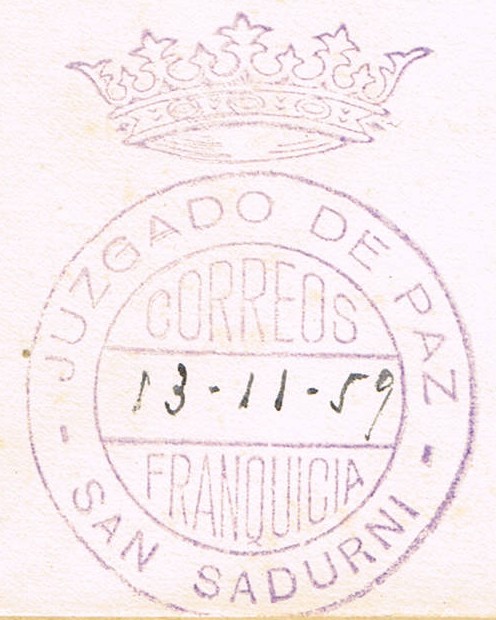 JUZGADO DE PAZ
CORREOS
13-11-59
FRANQUICIA
- SAN SADURNI -